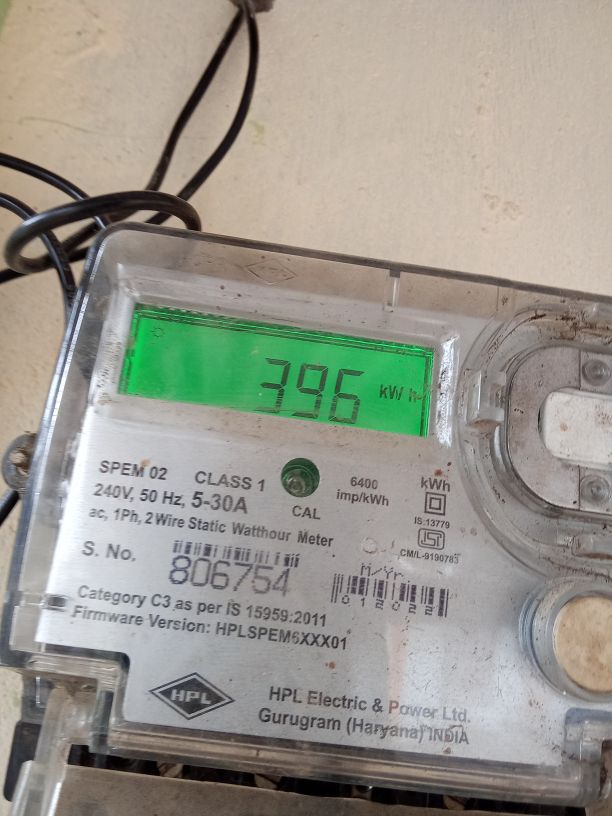 396 kW h
SPEM 02 CLASS 1 6400 kWh
240V, 50 Hz, 5-30A CAL imp/kWh
IS:13779
ac, 1Ph, 2 Wire Static Watthour Meter
CM/L-9190783
S. No. 806754 M/Yr.
012022
Category C3 as per IS 15959:2011
Firmware Version: HPLSPEM6XXX01
HPL
HPL Electric & Power Ltd.
Gurugram (Haryana) INDIA